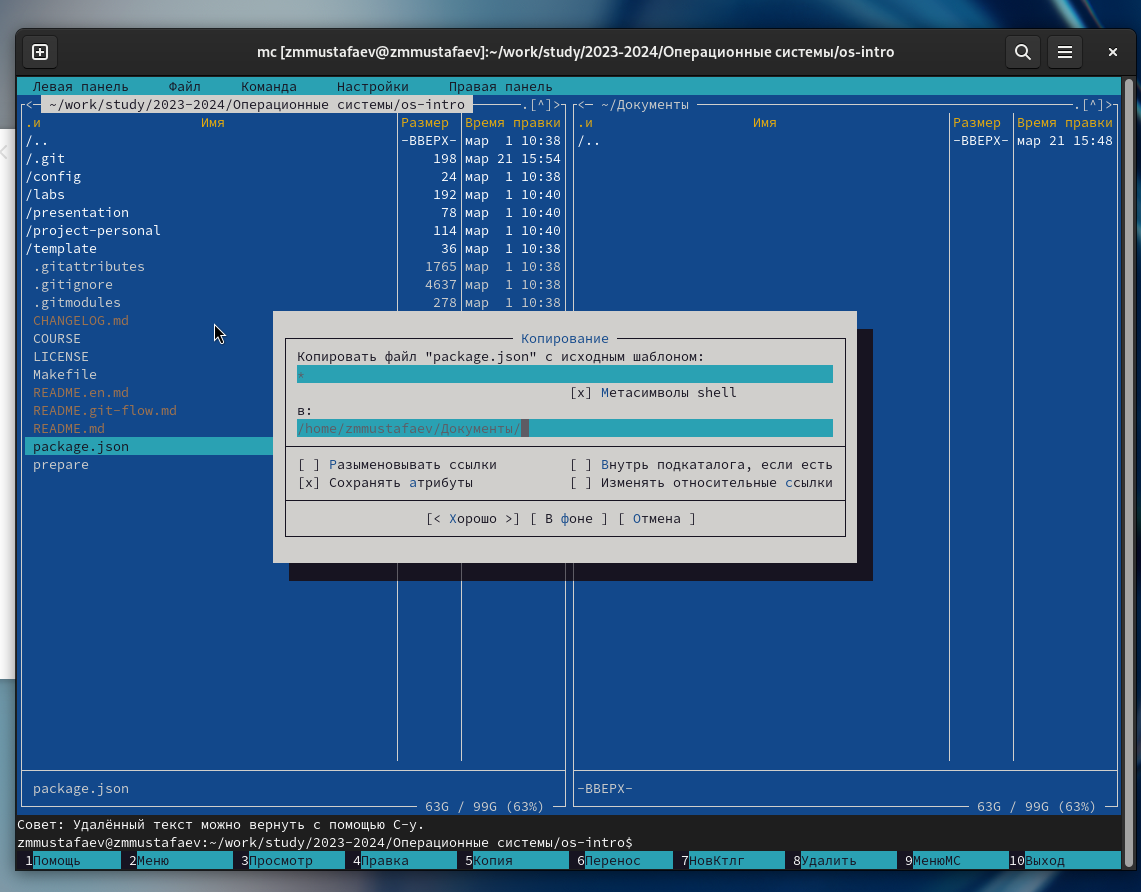 mc [zmmustafaev@zmmustafaev]:~/work/study/2023-2024/Операционные системы/os-intro
Левая панель Файл Команда Настройки Правая панель
<─ ~/work/study/2023-2024/Операционные системы/os-intro ─.[^]> <─ ~/Документы ─.[^]>
.и Имя Размер Время правки .и Имя Размер Время правки
/.. -ВВЕРХ- мар 1 10:38 /.. -ВВЕРХ- мар 21 15:48
/.git 198 мар 21 15:54
/config 24 мар 1 10:38
/labs 192 мар 1 10:40
/presentation 78 мар 1 10:40
/project-personal 114 мар 1 10:40
/template 36 мар 1 10:38
.gitattributes 1765 мар 1 10:38
.gitignore 4637 мар 1 10:38
.gitmodules 278 мар 1 10:38
CHANGELOG.md
COURSE
LICENSE
Makefile
README.en.md
README.git-flow.md
README.md
package.json
prepare
Копирование
Копировать файл "package.json" с исходным шаблоном:
*
[x] Метасимволы shell
в:
/home/zmmustafaev/Документы/
[ ] Разыменовывать ссылки [ ] Внутрь подкаталога, если есть
[x] Сохранять атрибуты [ ] Изменять относительные ссылки
[< Хорошо >] [ В фоне ] [ Отмена ]
package.json -ВВЕРХ-
63G / 99G (63%) 63G / 99G (63%)
Совет: Удалённый текст можно вернуть с помощью C-y.
zmmustafaev@zmmustafaev:~/work/study/2023-2024/Операционные системы/os-intro$
1Помощь 2Меню 3Просмотр 4Правка 5Копия 6Перенос 7НовКтлг 8Удалить 9МенюМС 10Выход